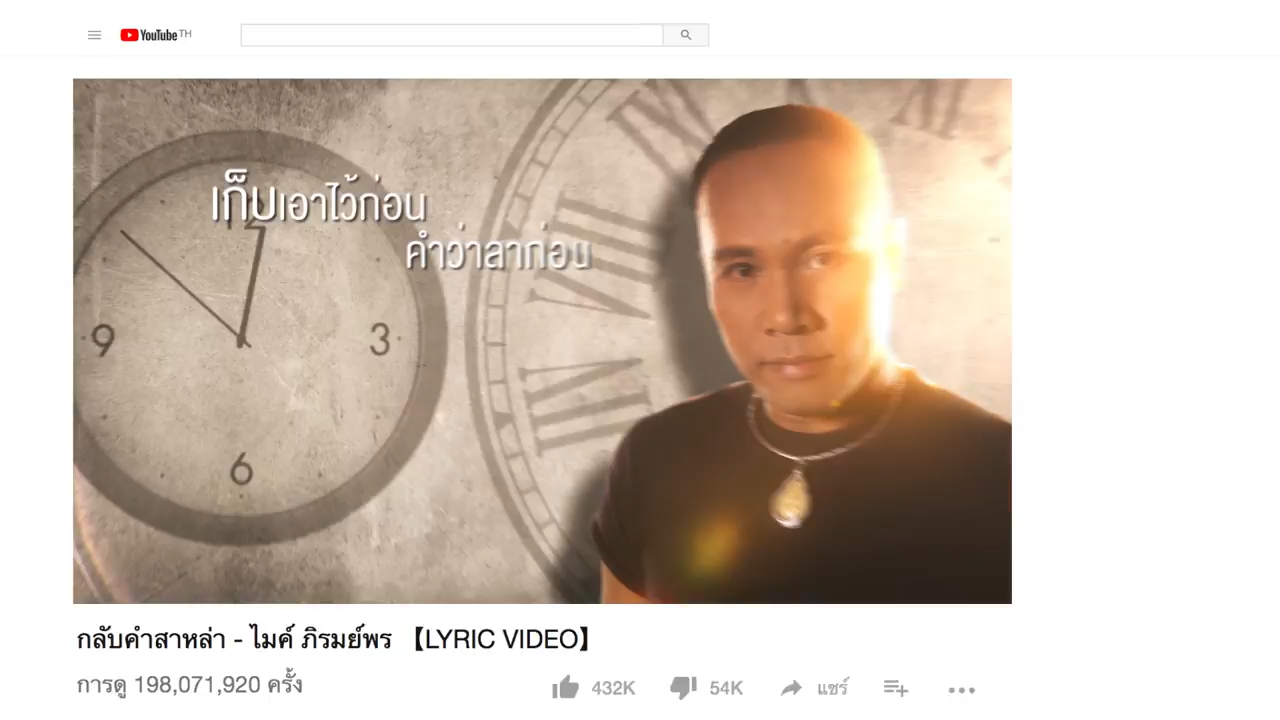 YouTube TH
เก็บเอาไว้ก่อน
คำว่าลาก่อน
12
9
3
6
VIII
VII
กลับคำสาหล่า - ไมค์ ภิรมย์พร 【LYRIC VIDEO】
การดู 198,071,920 ครั้ง
432K
54K
แชร์